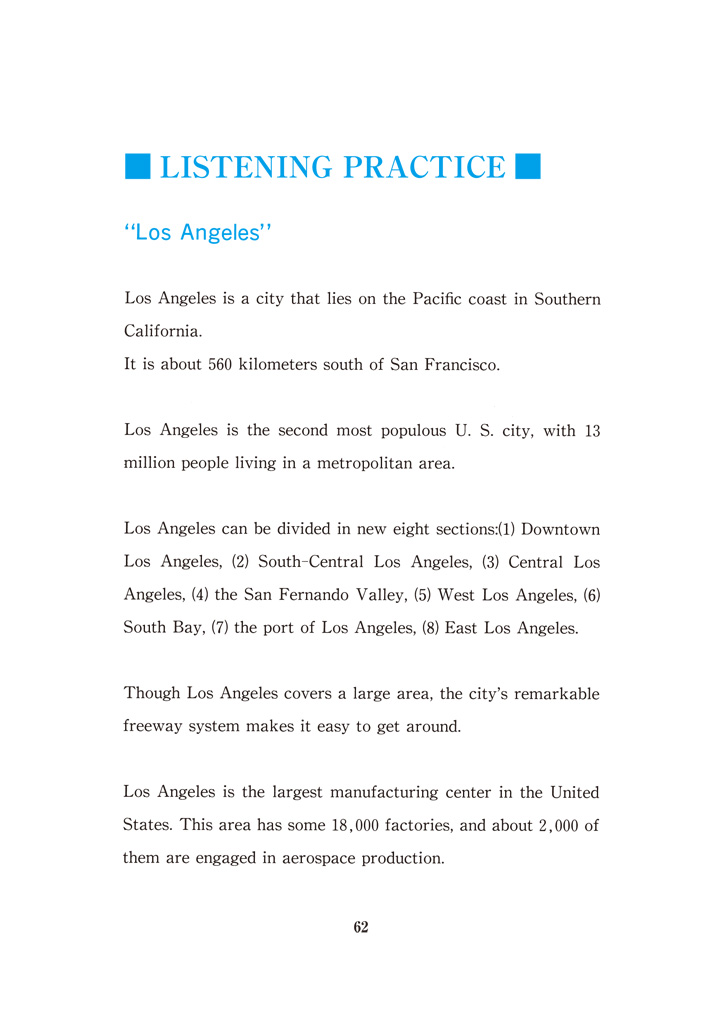 ■ LISTENING PRACTICE ■
“Los Angeles”
Los Angeles is a city that lies on the Pacific coast in Southern
California.
It is about 560 kilometers south of San Francisco.
Los Angeles is the second most populous U. S. city, with 13
million people living in a metropolitan area.
Los Angeles can be divided in new eight sections:(1) Downtown
Los Angeles, (2) South-Central Los Angeles, (3) Central Los
Angeles, (4) the San Fernando Valley, (5) West Los Angeles, (6)
South Bay, (7) the port of Los Angeles, (8) East Los Angeles.
Though Los Angeles covers a large area, the city’s remarkable
freeway system makes it easy to get around.
Los Angeles is the largest manufacturing center in the United
States. This area has some 18,000 factories, and about 2,000 of
them are engaged in aerospace production.
62